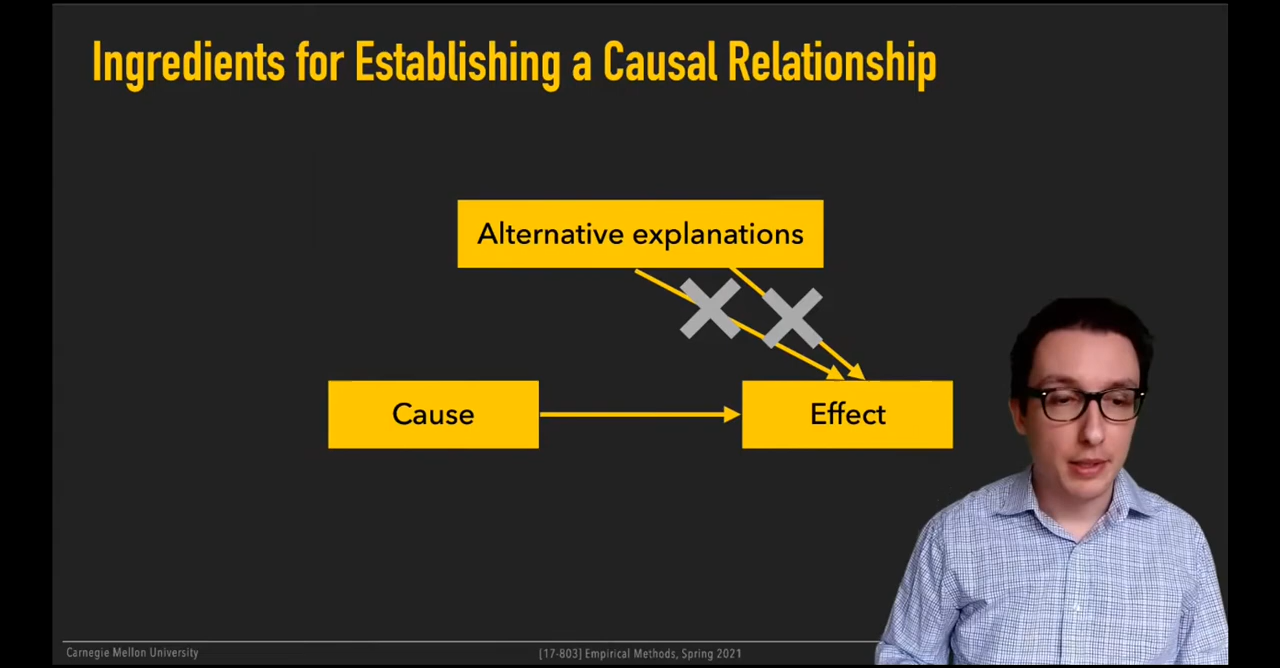 Ingredients for Establishing a Causal Relationship
Alternative explanations
Cause
Effect
Carnegie Mellon University
[17-803] Empirical Methods, Spring 2021